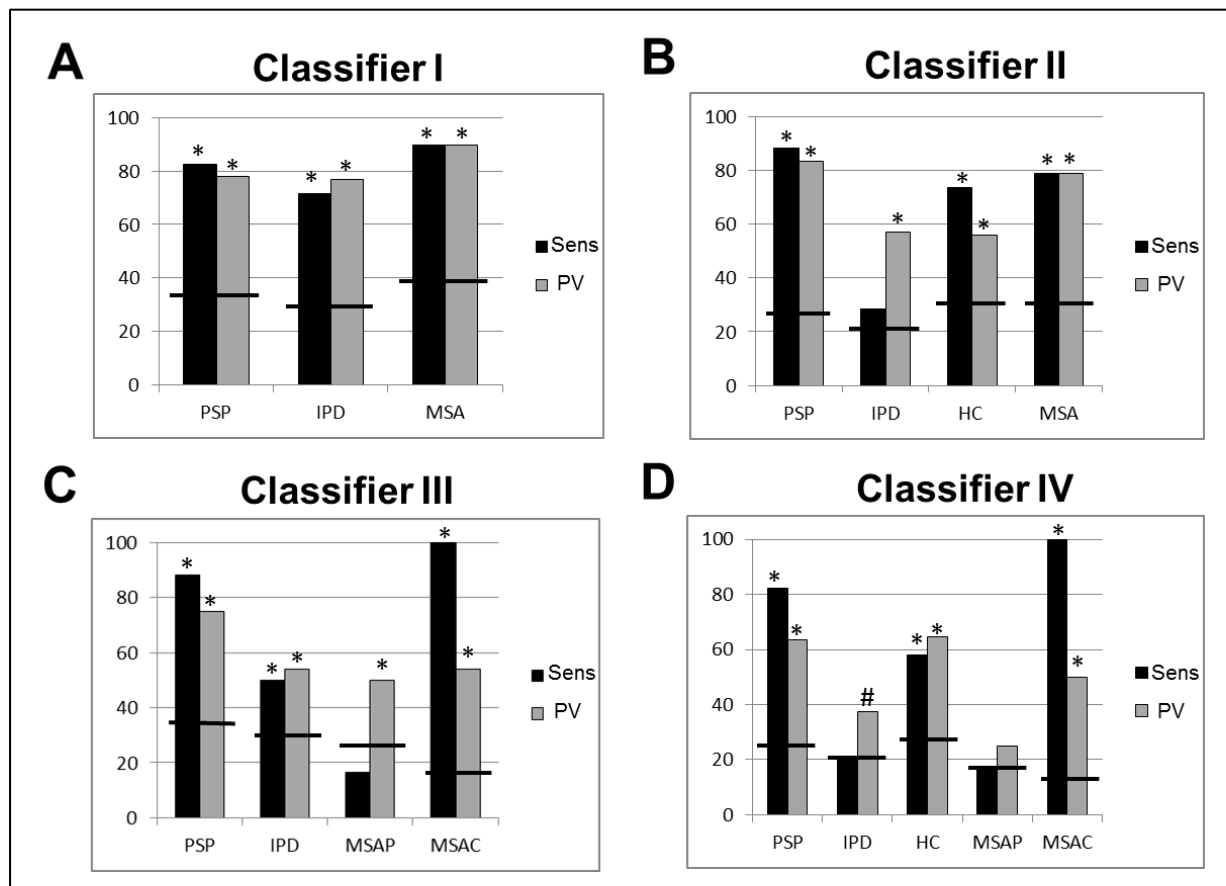 A
Classifier I
100
80
60
40
20
0
* * * * * *
PSP IPD MSA
Sens
PV
B
Classifier II
100
80
60
40
20
0
* * * * * * *
PSP IPD HC MSA
Sens
PV
C
Classifier III
100
80
60
40
20
0
* * * * * * *
PSP IPD MSAP MSAC
Sens
PV
D
Classifier IV
100
80
60
40
20
0
* * # * * * *
PSP IPD HC MSAP MSAC
Sens
PV